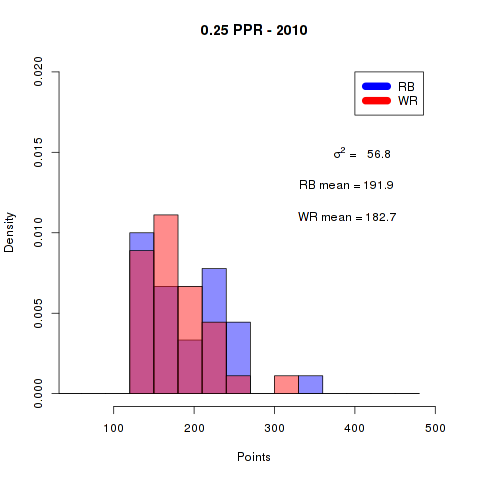 0.25 PPR - 2010
RB
WR
σ² = 56.8
RB mean = 191.9
WR mean = 182.7
Density
0.020
0.015
0.010
0.005
0.000
100 200 300 400 500
Points